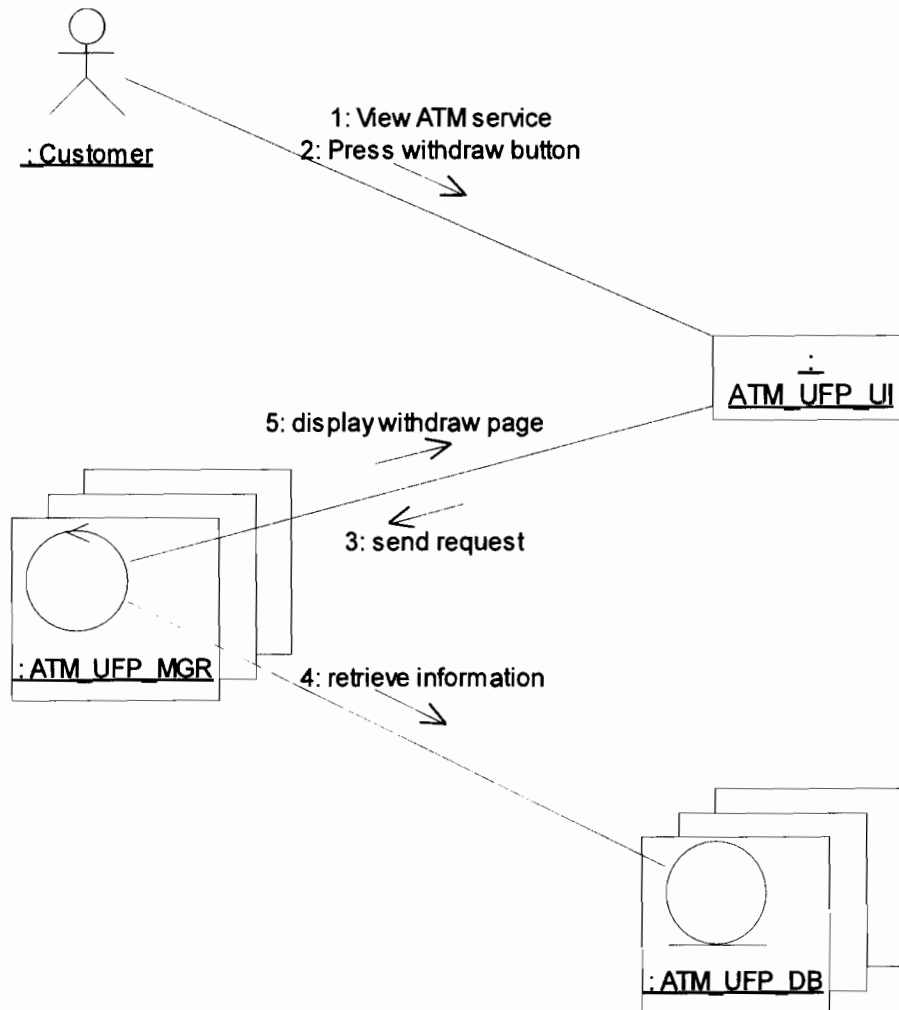 1: View ATM service
2: Press withdraw button
: Customer
:
ATM_UFP_UI
5: display withdraw page
3: send request
: ATM_UFP_MGR
4: retrieve information
: ATM_UFP_DB